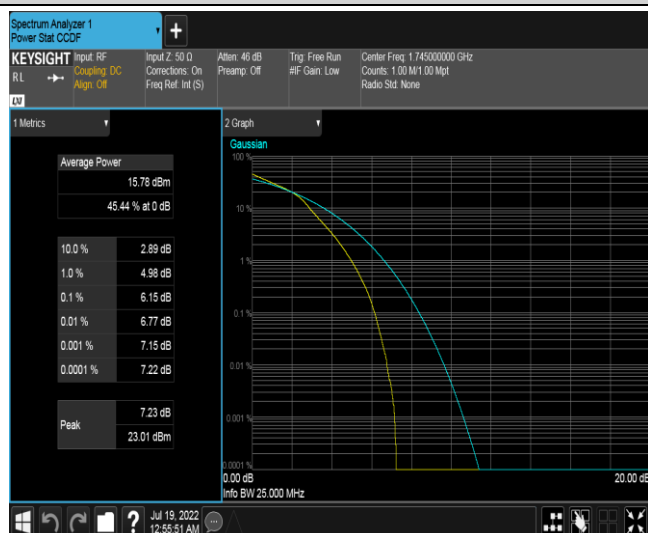 Spectrum Analyzer 1
Power Stat CCDF
+
KEYSIGHT
RL
LXI
Input: RF
Coupling: DC
Align: Off
Input Z: 50 Ω
Corrections: On
Freq Ref: Int (S)
Atten: 46 dB
Preamp: Off
Trig: Free Run
#IF Gain: Low
Center Freq: 1.745000000 GHz
Counts: 1.00 M/1.00 Mpt
Radio Std: None
1 Metrics
Average Power
15.78 dBm
45.44 % at 0 dB
10.0 % 2.89 dB
1.0 % 4.98 dB
0.1 % 6.15 dB
0.01 % 6.77 dB
0.001 % 7.15 dB
0.0001 % 7.22 dB
Peak
7.23 dB
23.01 dBm
2 Graph
Gaussian
100 %
10 %
1 %
0.1 %
0.01 %
0.001 %
0.0001 %
0.00 dB 20.00 dB
Info BW 25.000 MHz
?
Jul 19, 2022
12:55:51 AM